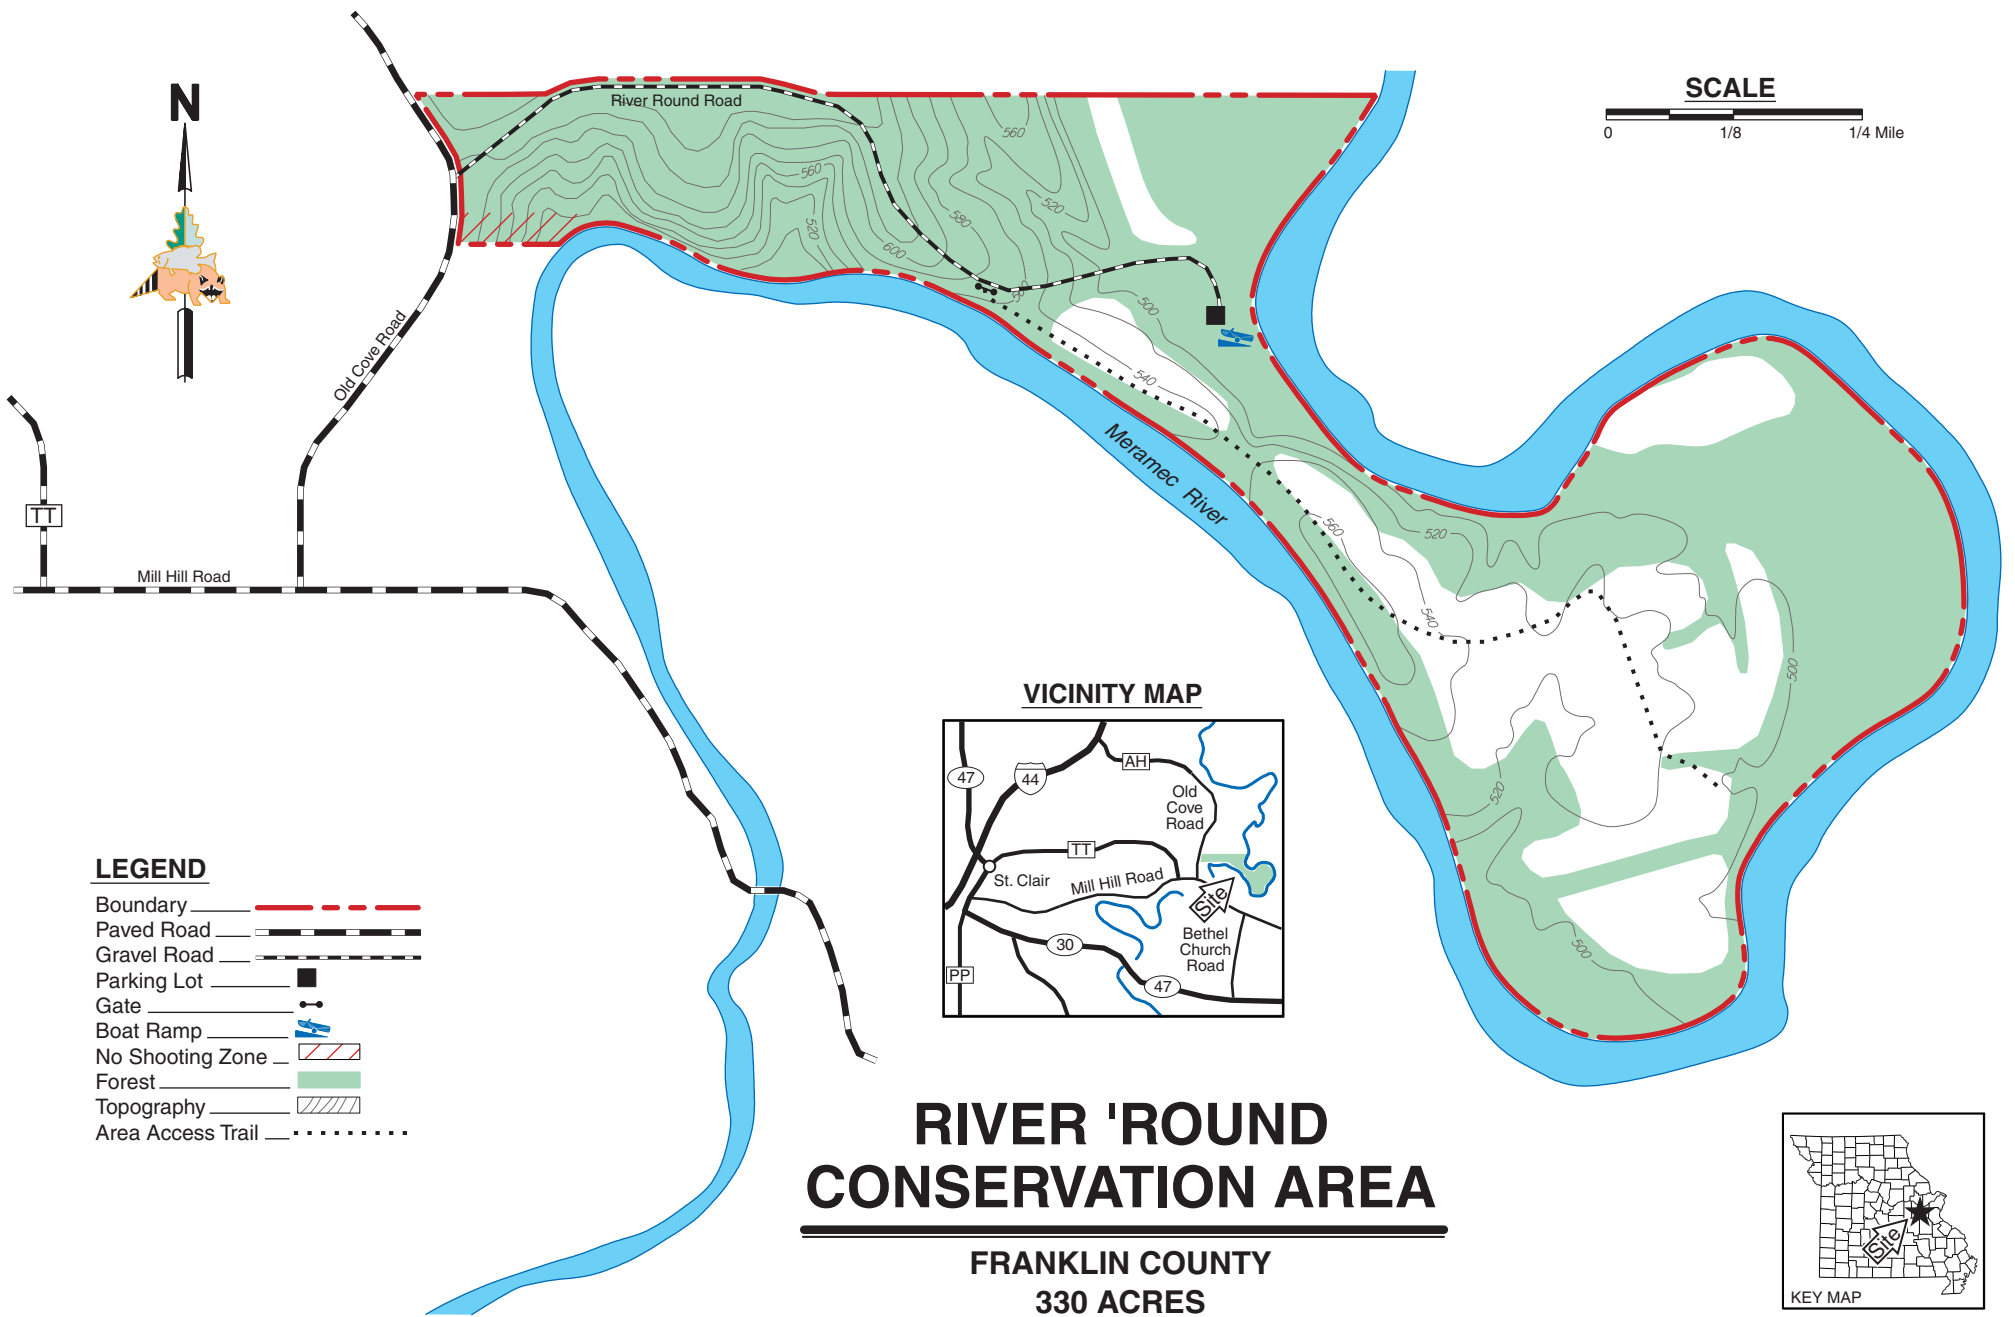 N
River Round Road
SCALE
0
1/8
1/4 Mile
560
520
580
560
520
600
580
500
540
Old Cove Road
Meramec River
TT
Mill Hill Road
560
520
540
500
520
500
VICINITY MAP
47
44
AH
Old
Cove
Road
TT
St. Clair
Mill Hill Road
Site
Bethel
Church
Road
30
PP
47
LEGEND
Boundary
Paved Road
Gravel Road
Parking Lot
Gate
Boat Ramp
No Shooting Zone
Forest
Topography
Area Access Trail
RIVER 'ROUND
CONSERVATION AREA
FRANKLIN COUNTY
330 ACRES
Site
KEY MAP